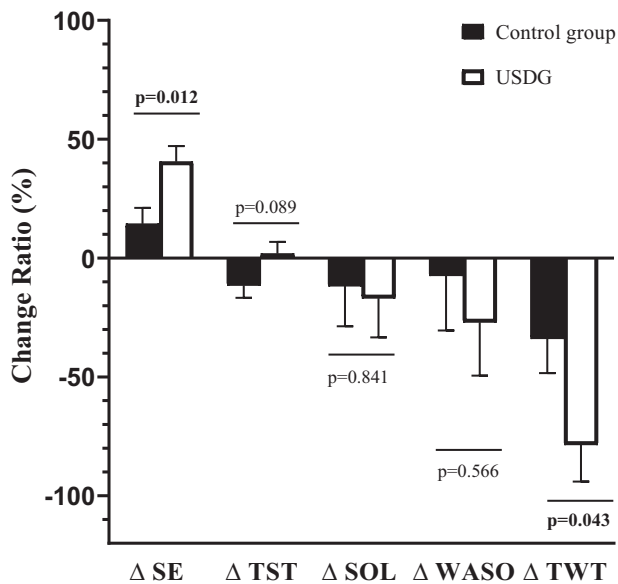 100
50
0
-50
-100
Change Ratio (%)
Control group
USDG
p=0.012
p=0.089
p=0.841
p=0.566
p=0.043
Δ SE Δ TST Δ SOL Δ WASO Δ TWT